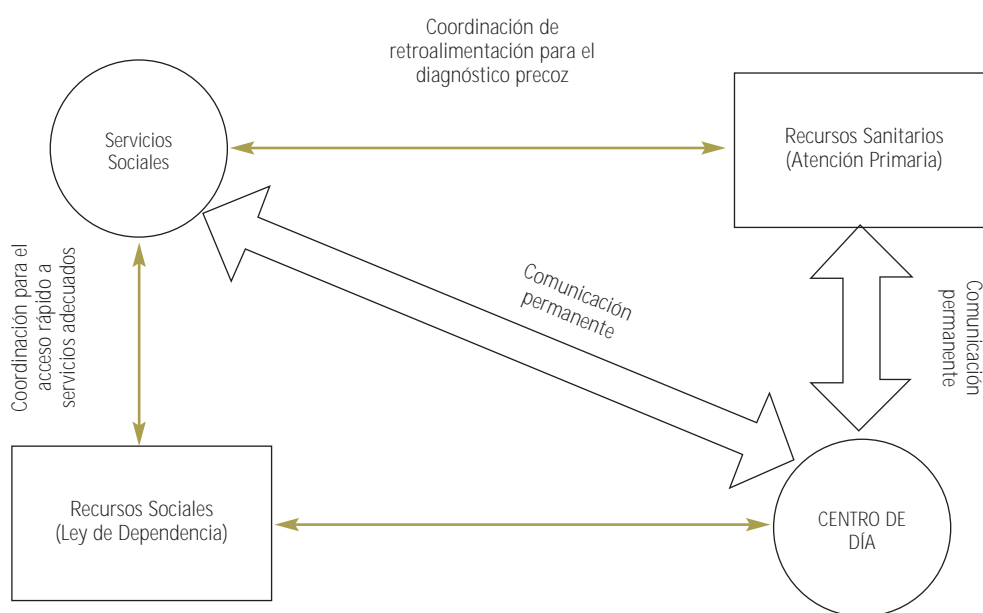 Coordinación de
retroalimentación para el
diagnóstico precoz
Servicios
Sociales
Recursos Sanitarios
(Atención Primaria)
Coordinación para el
acceso rápido a
servicios adecuados
Comunicación
permanente
Comunicación
permanente
Recursos Sociales
(Ley de Dependencia)
CENTRO DE
DÍA